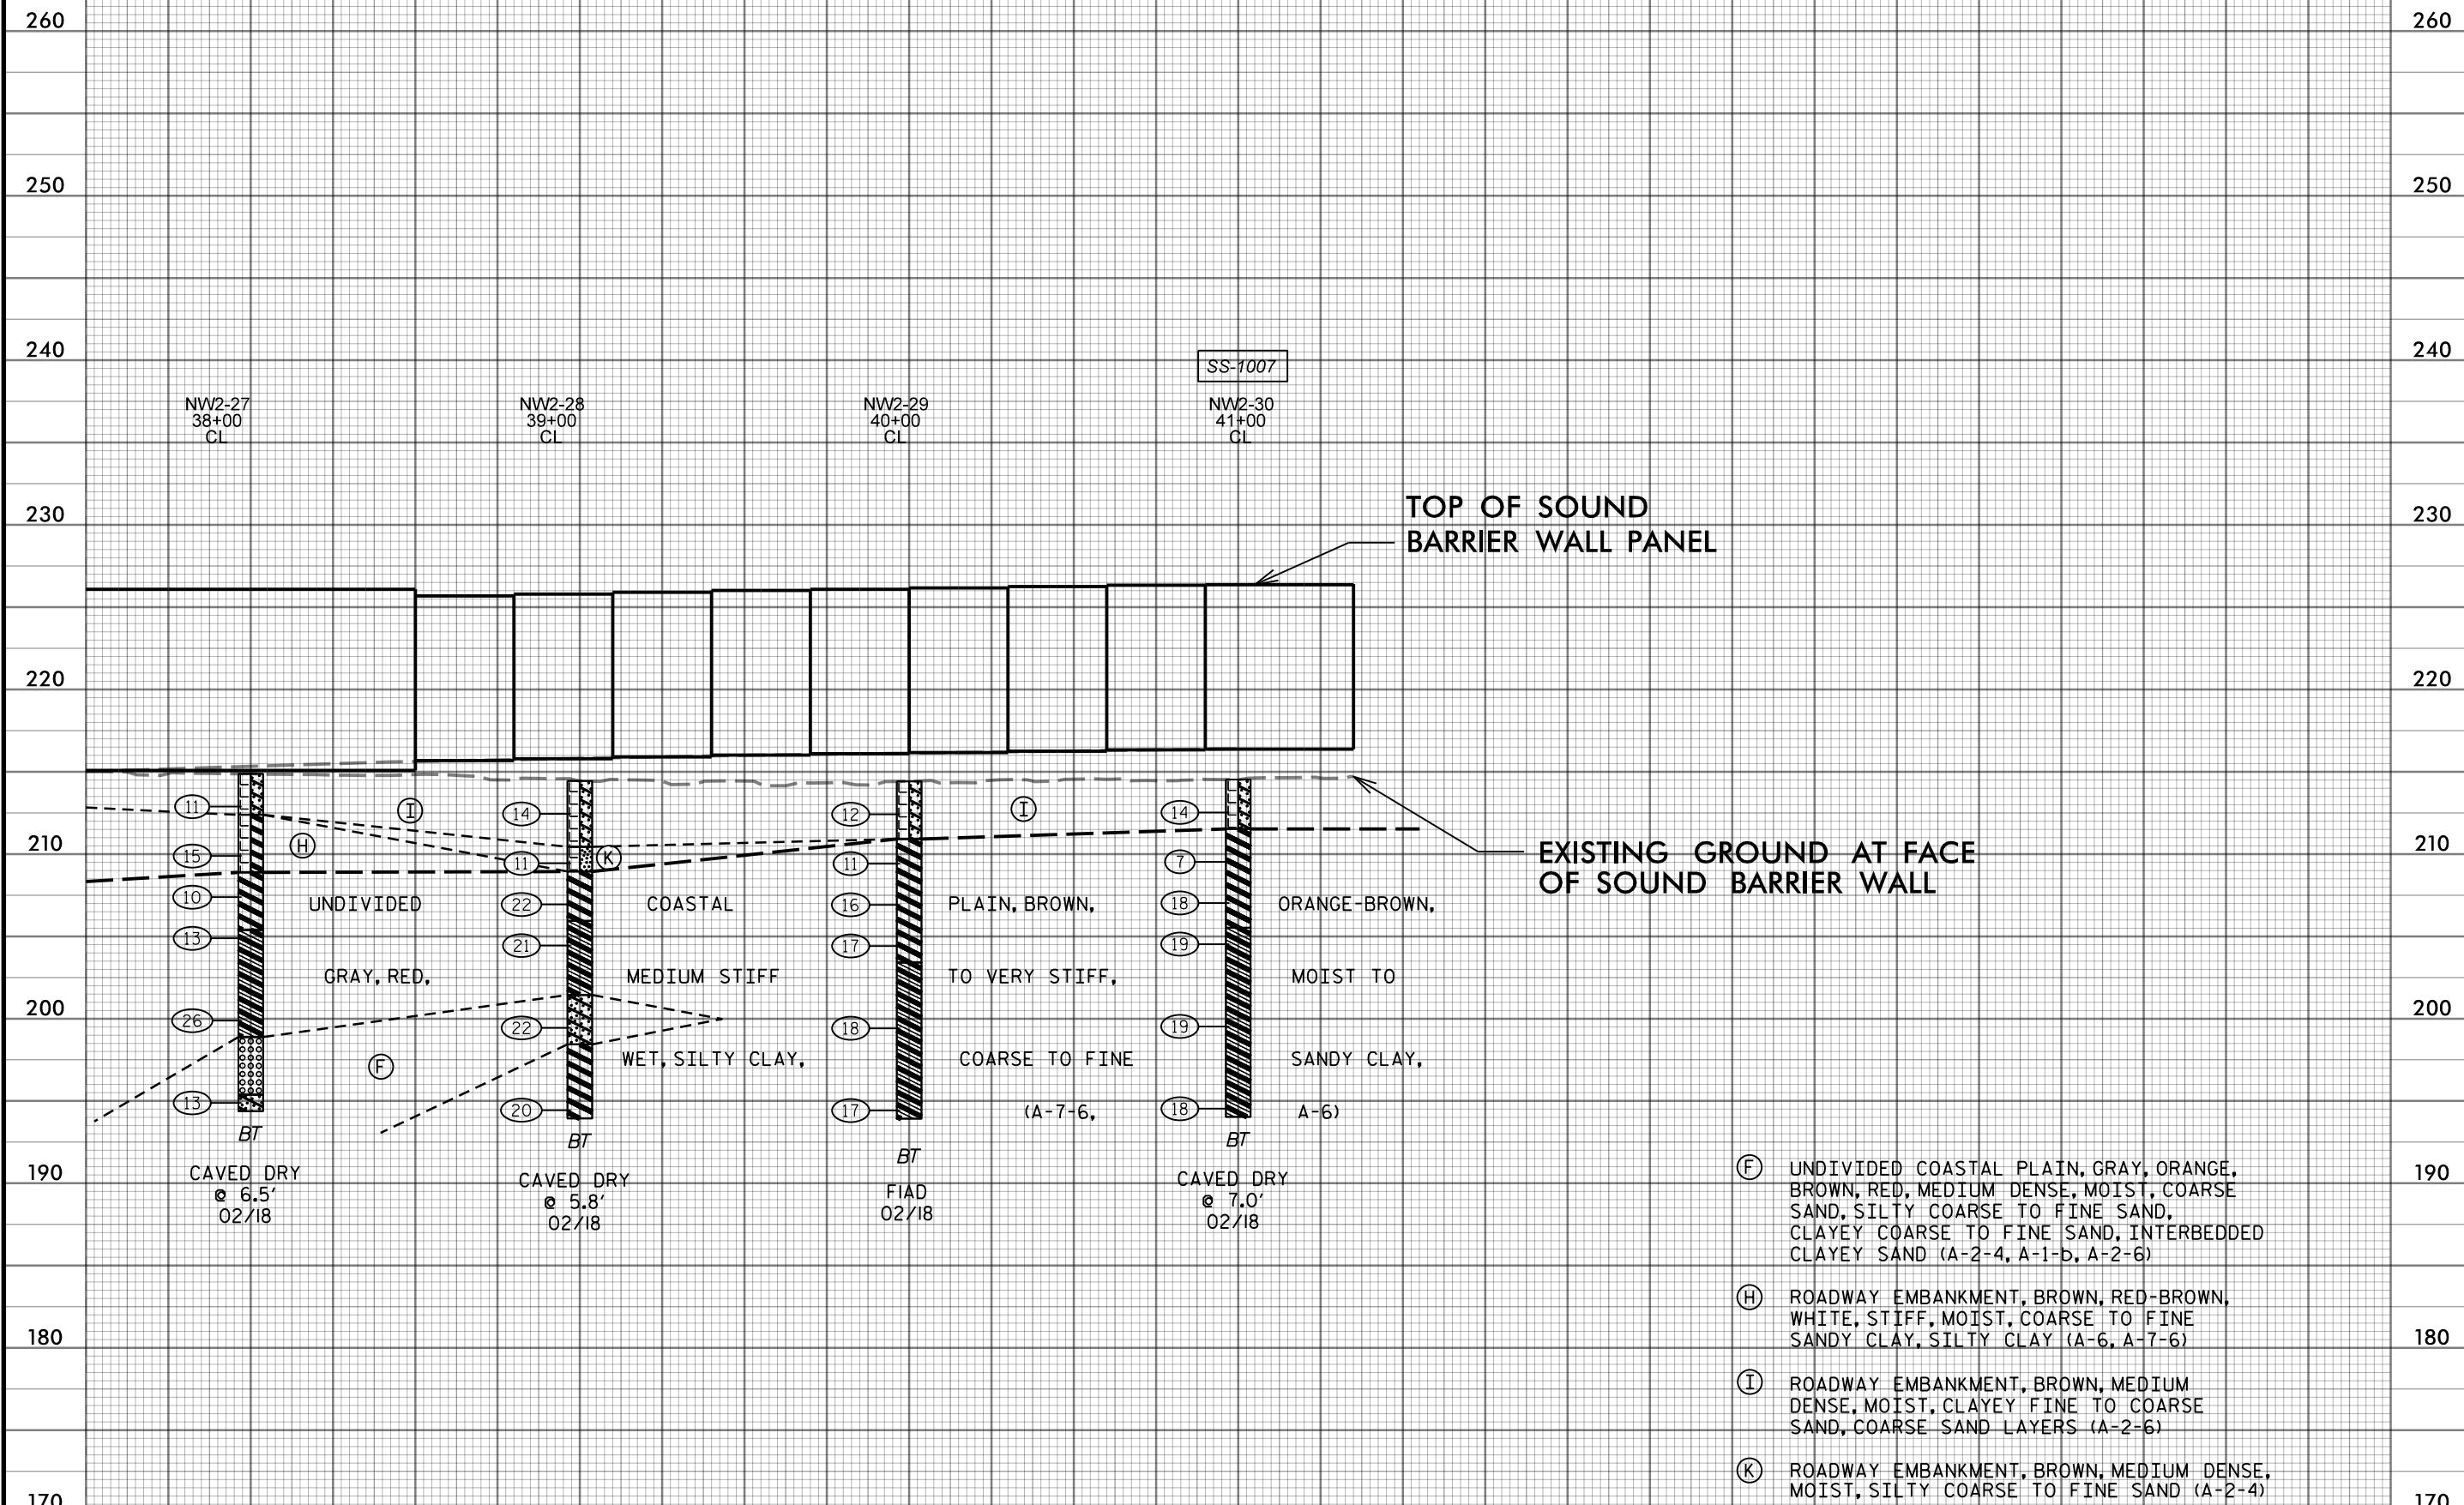 260 260
250 250
240 240
SS-1007
NW2-27 NW2-28 NW2-29 NW2-30
38+00 39+00 40+00 41+00
CL CL CL CL
230 230
TOP OF SOUND
BARRIER WALL PANEL
220 220
11 I 14 12 I 14
210 210
H K
15 11 11 7
EXISTING GROUND AT FACE
OF SOUND BARRIER WALL
10 UNDIVIDED 22 COASTAL 16 PLAIN, BROWN, 18 ORANGE-BROWN,
13 21 17 19
GRAY, RED, MEDIUM STIFF TO VERY STIFF, MOIST TO
200 200
26 22 18 19
F WET, SILTY CLAY, COARSE TO FINE SANDY CLAY,
13 20 17 (A-7-6, 18 A-6)
BT BT BT BT
190 190
CAVED DRY
@ 6.5'
02/18
CAVED DRY
@ 5.8'
02/18
FIAD
02/18
CAVED DRY
@ 7.0'
02/18
F UNDIVIDED COASTAL PLAIN, GRAY, ORANGE,
BROWN, RED, MEDIUM DENSE, MOIST, COARSE
SAND, SILTY COARSE TO FINE SAND,
CLAYEY COARSE TO FINE SAND, INTERBEDDED
CLAYEY SAND (A-2-4, A-1-b, A-2-6)
H ROADWAY EMBANKMENT, BROWN, RED-BROWN,
WHITE, STIFF, MOIST, COARSE TO FINE
SANDY CLAY, SILTY CLAY (A-6, A-7-6)
180 180
I ROADWAY EMBANKMENT, BROWN, MEDIUM
DENSE, MOIST, CLAYEY FINE TO COARSE
SAND, COARSE SAND LAYERS (A-2-6)
K ROADWAY EMBANKMENT, BROWN, MEDIUM DENSE,
MOIST, SILTY COARSE TO FINE SAND (A-2-4)
170 170